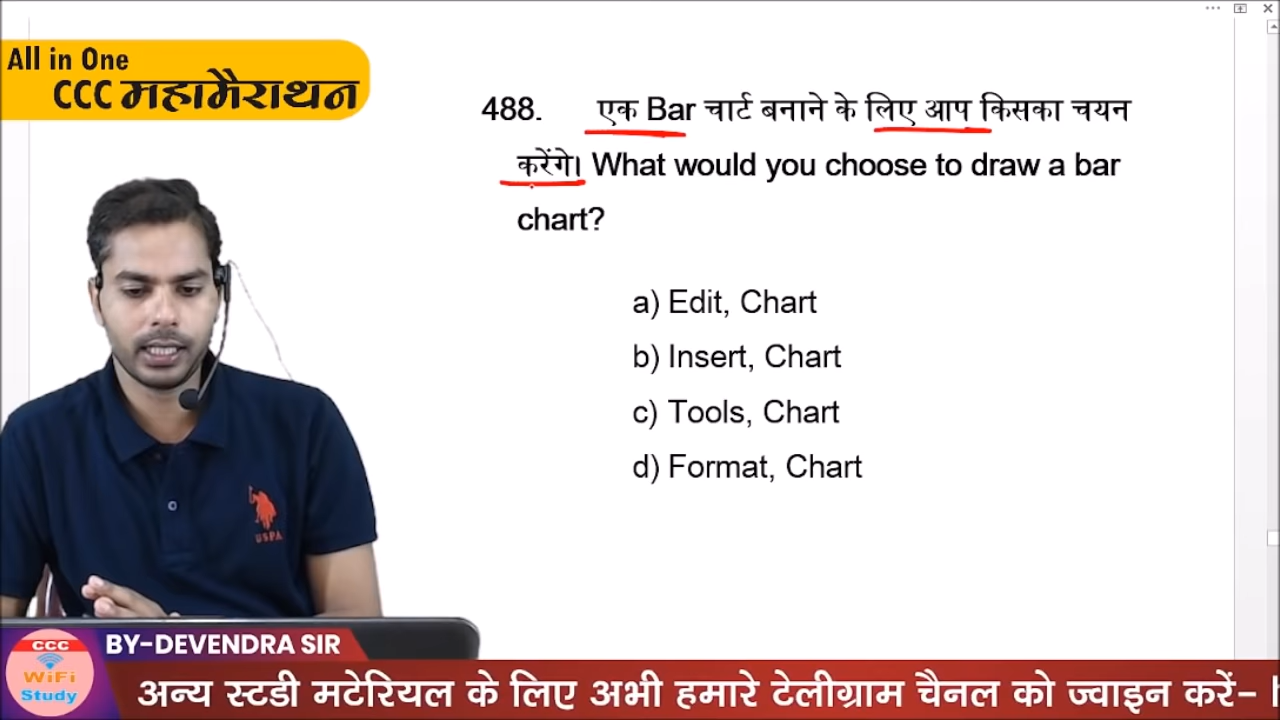 All in One
CCC महामैराथन
488. एक Bar चार्ट बनाने के लिए आप किसका चयन
करेंगे। What would you choose to draw a bar
chart?
a) Edit, Chart
b) Insert, Chart
c) Tools, Chart
d) Format, Chart
USPA
BY-DEVENDRA SIR
CCC
WiFi
Study
अन्य स्टडी मटेरियल के लिए अभी हमारे टेलीग्राम चैनल को ज्वाइन करें–